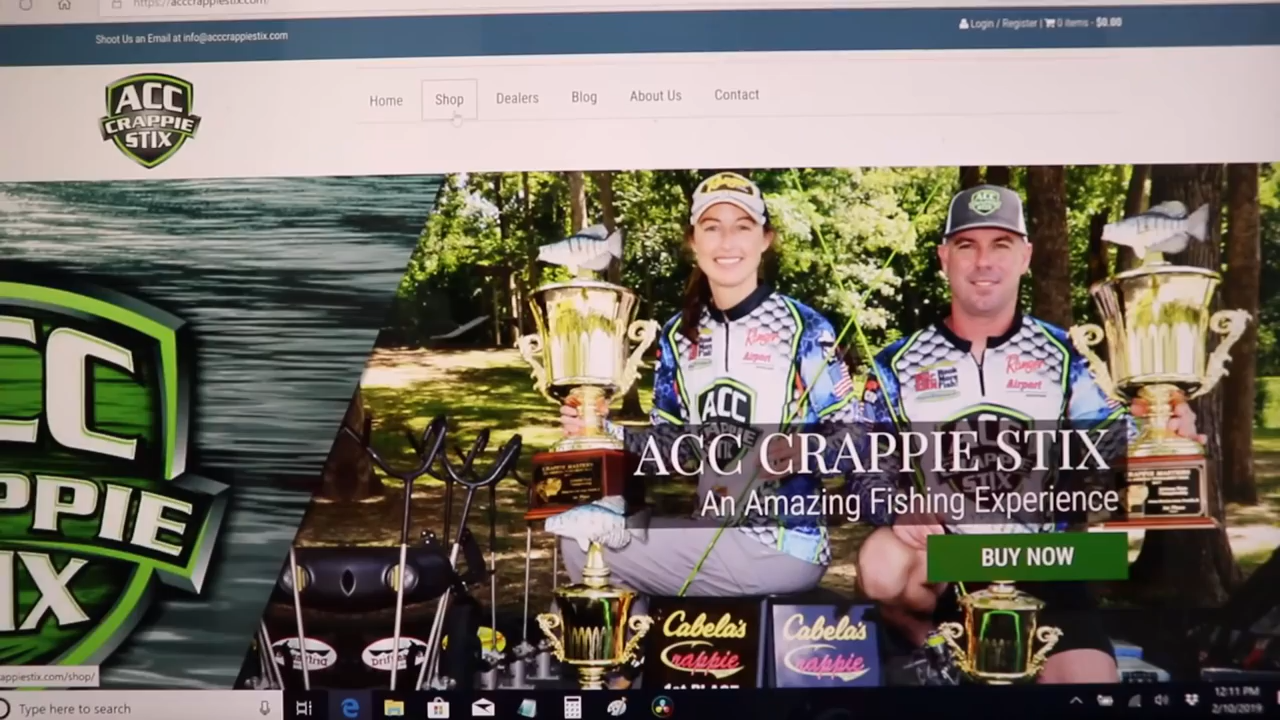 https://acccrappiestix.com/
Shoot Us an Email at info@acccrappiestix.com
Login / Register | 0 items - $0.00
ACC
CRAPPIE
STIX
Home
Shop
Dealers
Blog
About Us
Contact
Ranger
Airport
ACC
Ranger
Airport
ACC CRAPPIE STIX
An Amazing Fishing Experience
BUY NOW
CC
PPIE
IX
Cabela's
Crappie
1st PLACE
Cabela's
Crappie
appiestix.com/shop/
Type here to search
12:11 PM
2/10/2019